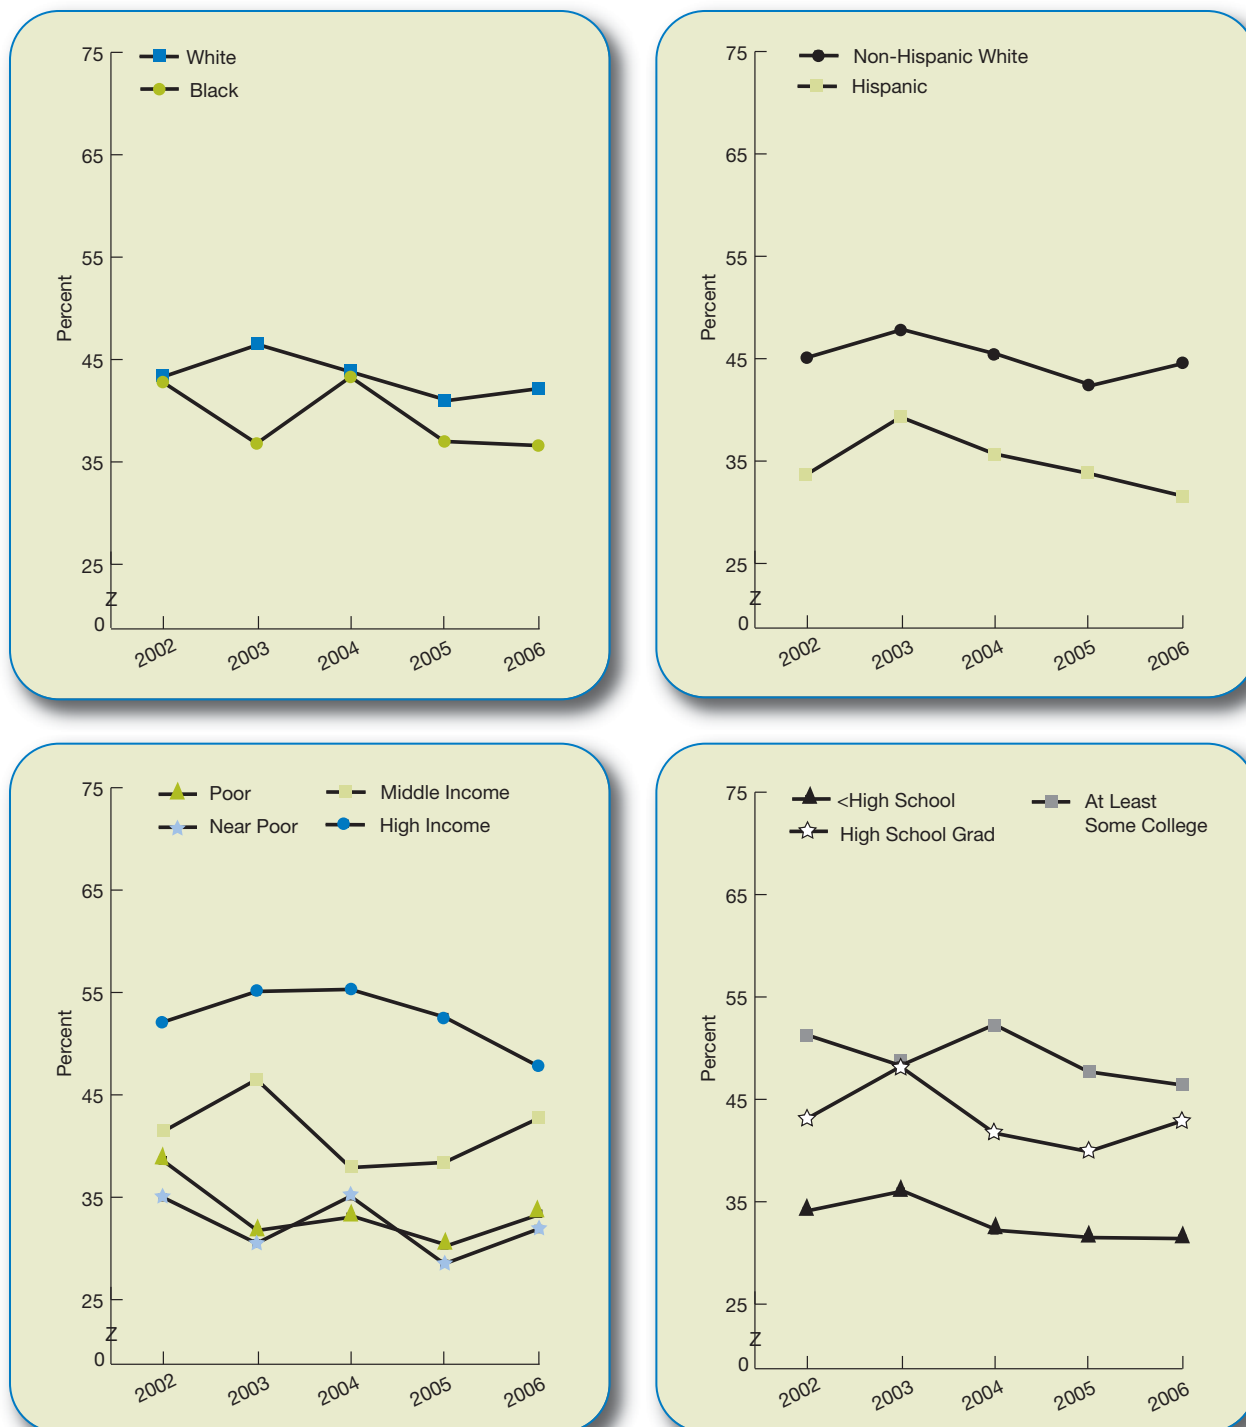 75
White
Black
65
55
Percent
45
35
25
Z
0
2002
2003
2004
2005
2006
75
Non-Hispanic White
Hispanic
65
55
Percent
45
35
25
Z
0
2002
2003
2004
2005
2006
75
Poor
Middle Income
Near Poor
High Income
65
55
Percent
45
35
25
Z
0
2002
2003
2004
2005
2006
75
<High School
At Least
Some College
High School Grad
65
55
Percent
45
35
25
Z
0
2002
2003
2004
2005
2006